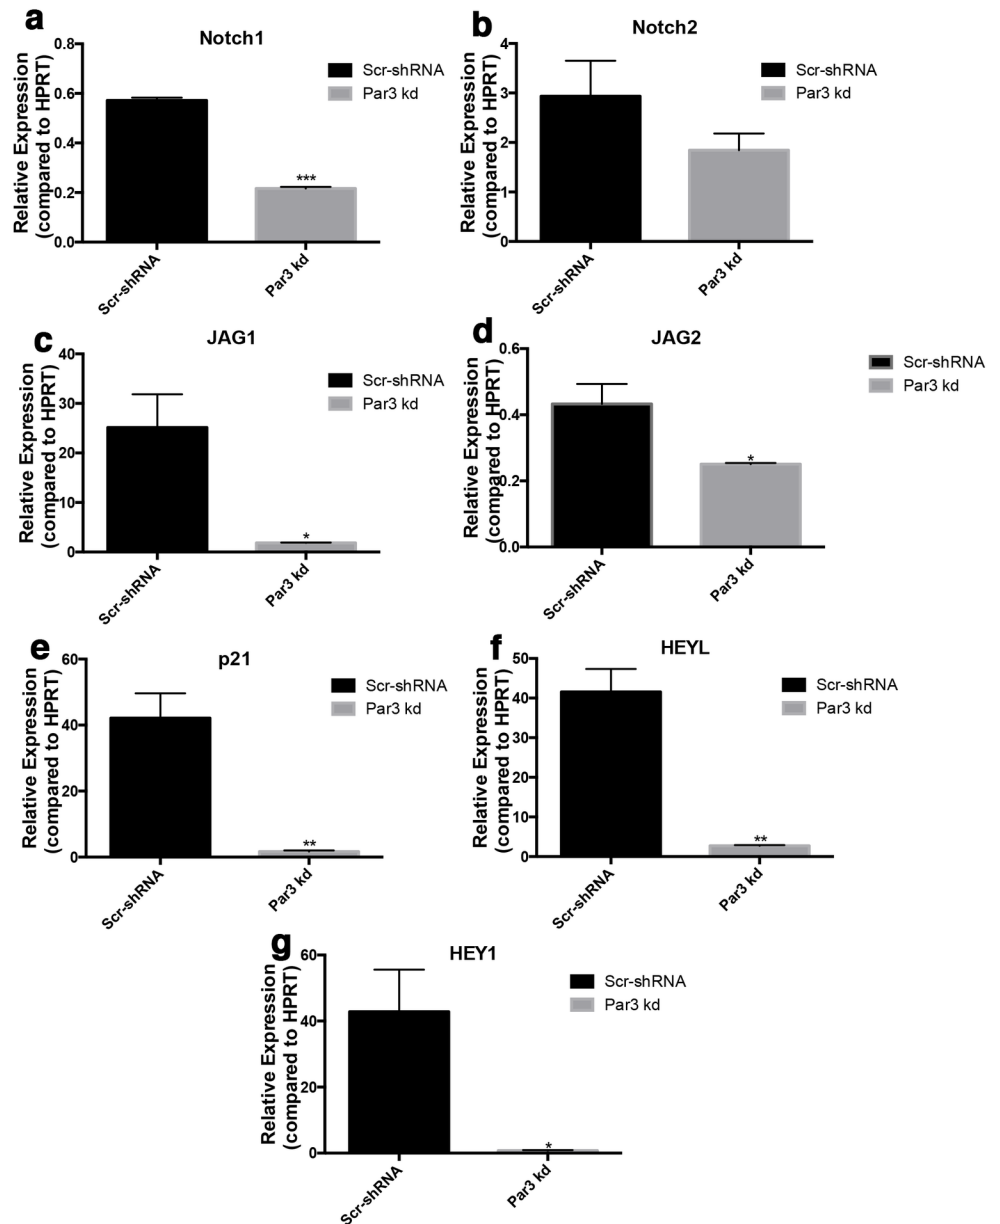 a
Notch1
Relative Expression
(compared to HPRT)
0.8
0.6
0.4
0.2
0.0
***
Scr-shRNA
Par3 kd
Scr-shRNA
Par3 kd
b
Notch2
Relative Expression
(compared to HPRT)
4
3
2
1
0
Scr-shRNA
Par3 kd
Scr-shRNA
Par3 kd
c
JAG1
Relative Expression
(compared to HPRT)
40
30
20
10
0
*
Scr-shRNA
Par3 kd
Scr-shRNA
Par3 kd
d
JAG2
Relative Expression
(compared to HPRT)
0.6
0.4
0.2
0.0
*
Scr-shRNA
Par3 kd
Scr-shRNA
Par3 kd
e
p21
Relative Expression
(compared to HPRT)
60
40
20
0
**
Scr-shRNA
Par3 kd
Scr-shRNA
Par3 kd
f
HEYL
Relative Expression
(compared to HPRT)
50
40
30
20
10
0
**
Scr-shRNA
Par3 kd
Scr-shRNA
Par3 kd
g
HEY1
Relative Expression
(compared to HPRT)
60
40
20
0
*
Scr-shRNA
Par3 kd
Scr-shRNA
Par3 kd